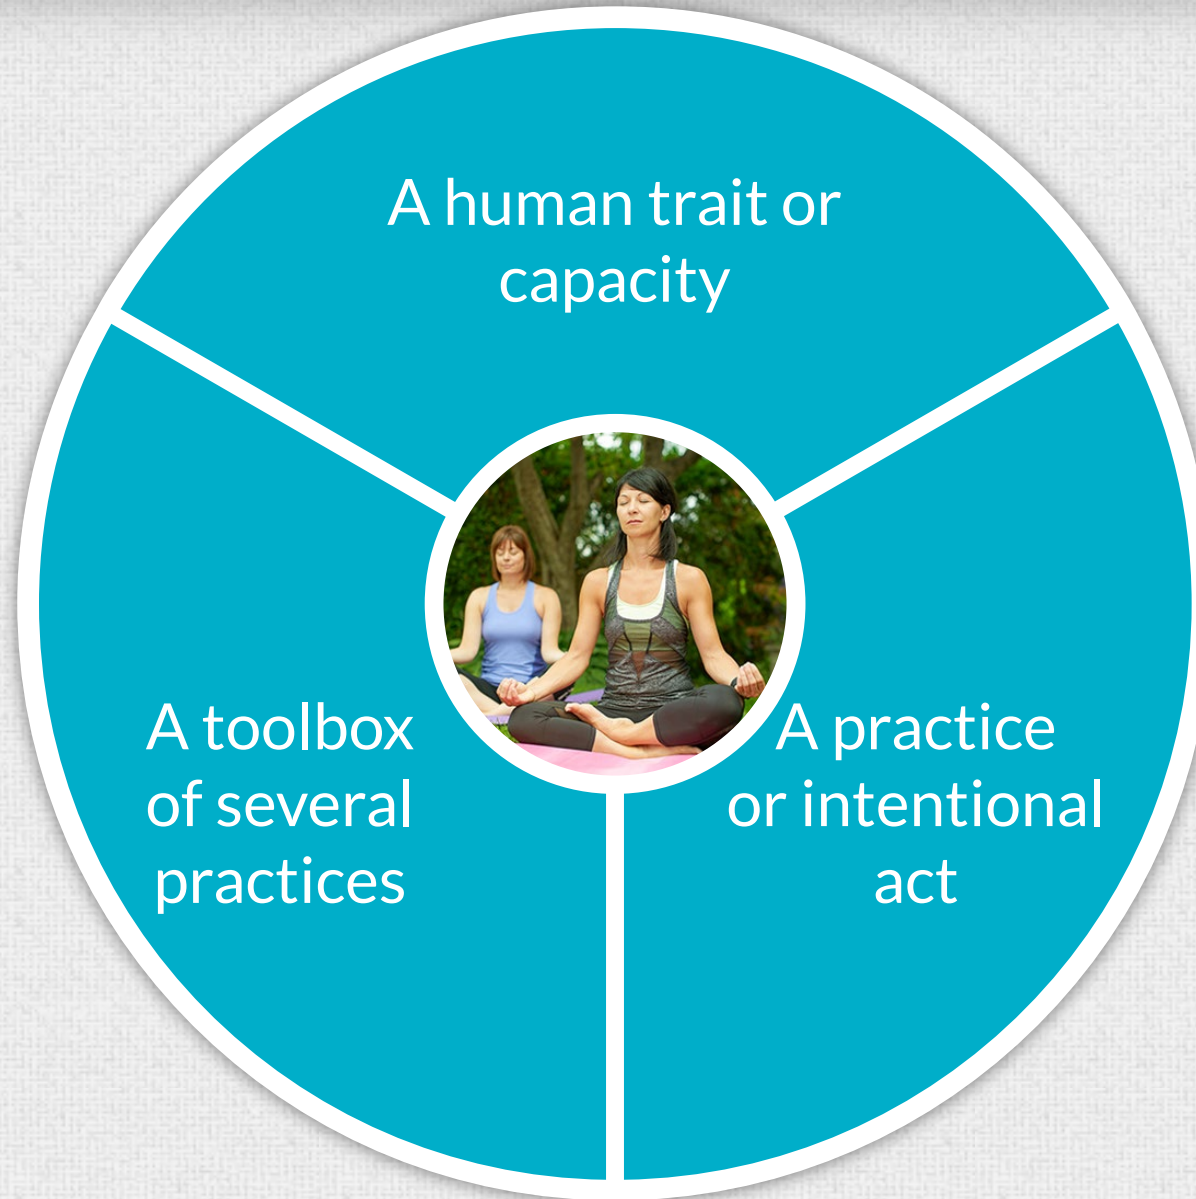 A human trait or
capacity
A toolbox
of several
practices
A practice
or intentional
act